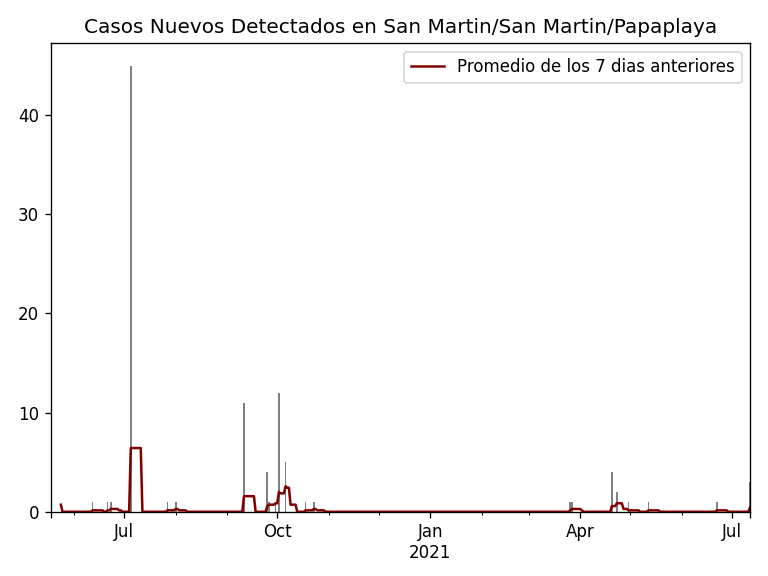 Casos Nuevos Detectados en San Martin/San Martin/Papaplaya
Promedio de los 7 dias anteriores
40
30
20
10
0
Jul Oct Jan Apr Jul
2021